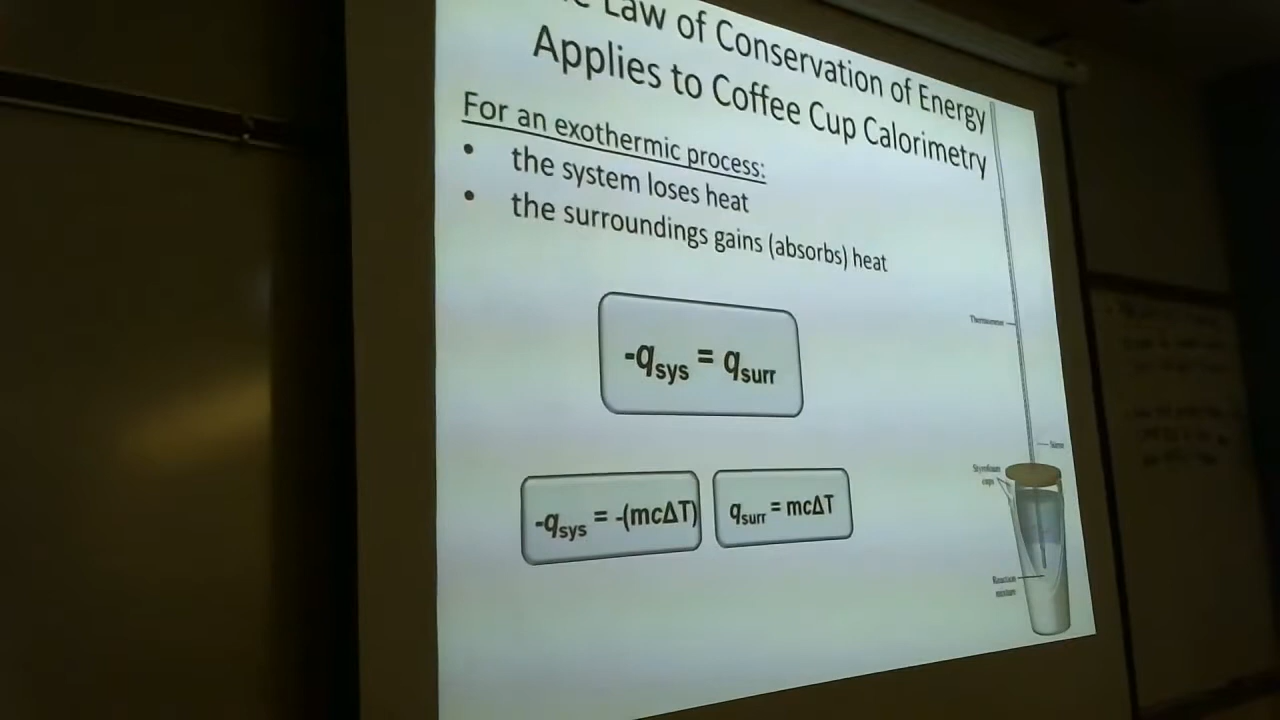 Law of Conservation of Energy
Applies to Coffee Cup Calorimetry
For an exothermic process:
• the system loses heat
• the surroundings gains (absorbs) heat
-qsys = qsurr
-qsys = -(mcΔT)
qsurr = mcΔT
Thermometer
Styrofoam
cups
Reaction
mixture